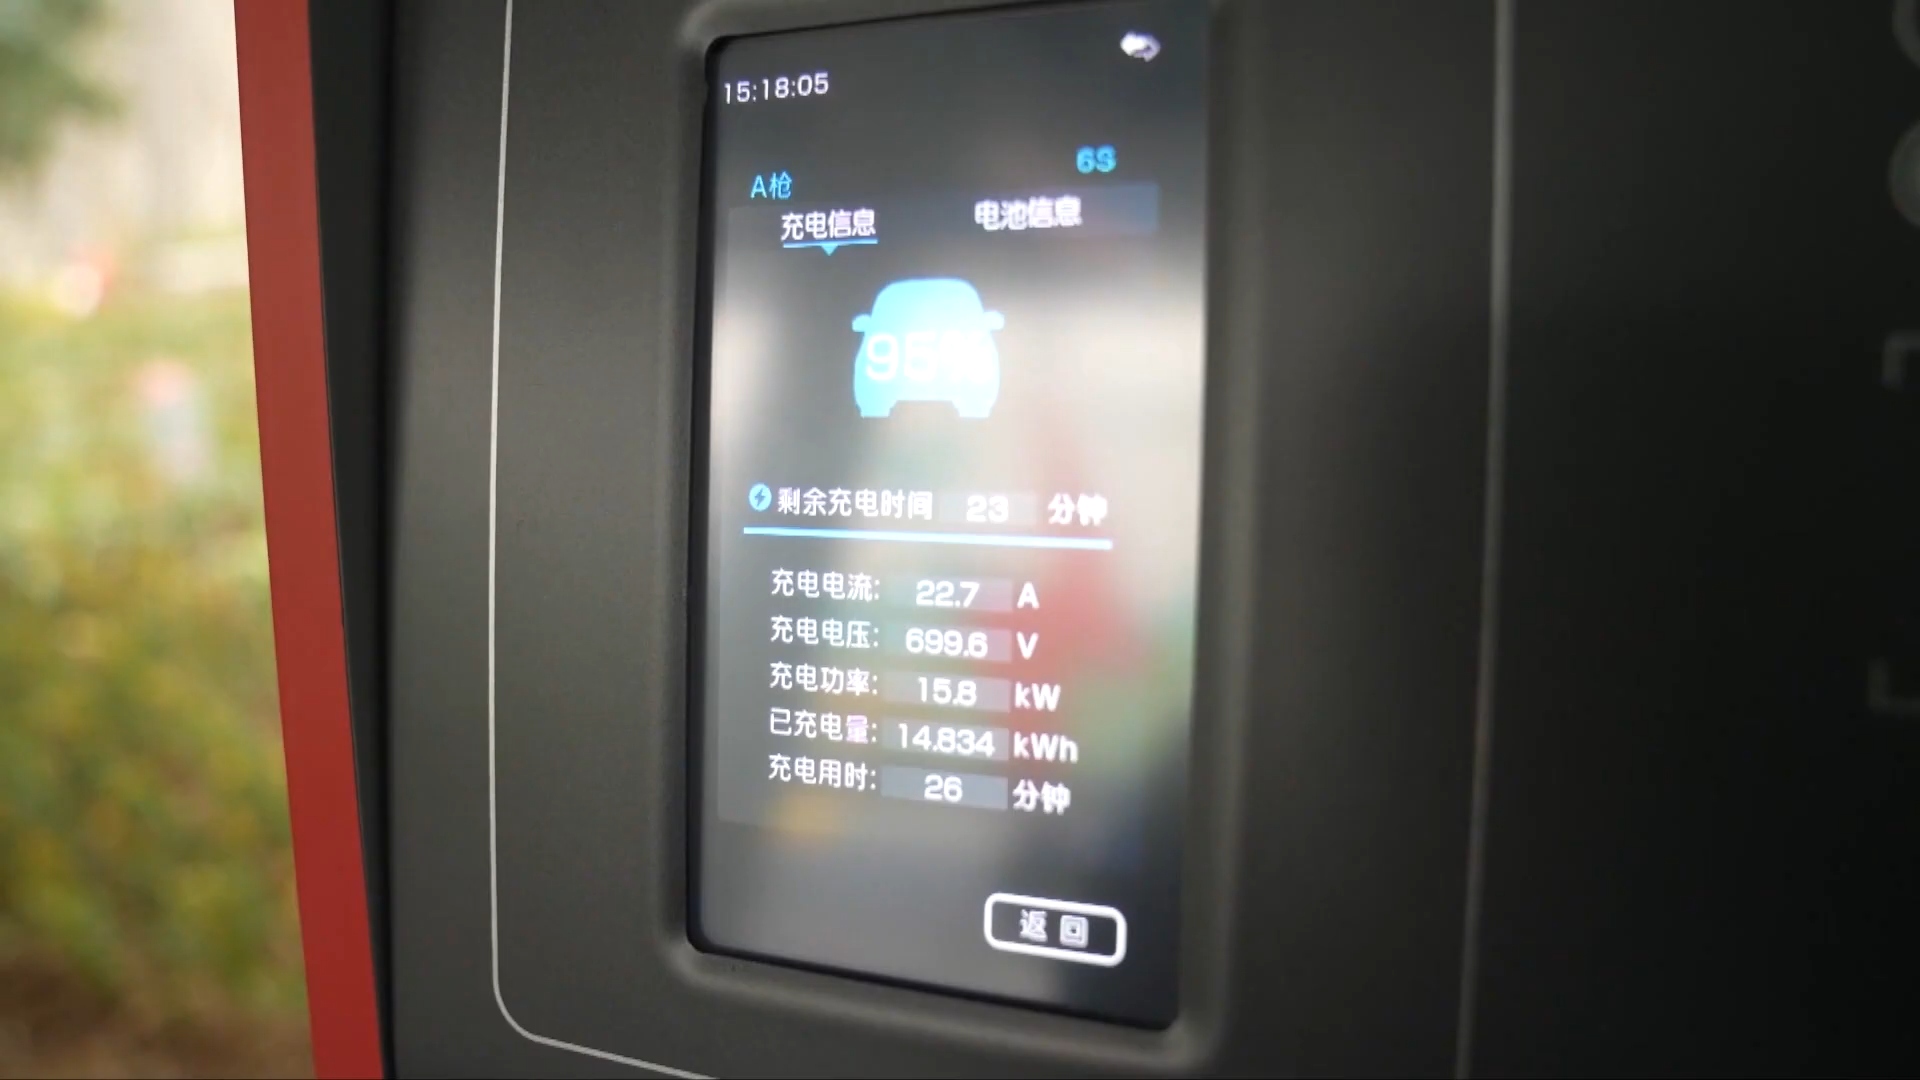 15:18:05
6S
A枪
充电信息 电池信息
95%
剩余充电时间 23 分钟
充电电流: 22.7 A
充电电压: 699.6 V
充电功率: 15.8 kW
已充电量: 14.834 kWh
充电用时: 26 分钟
返回